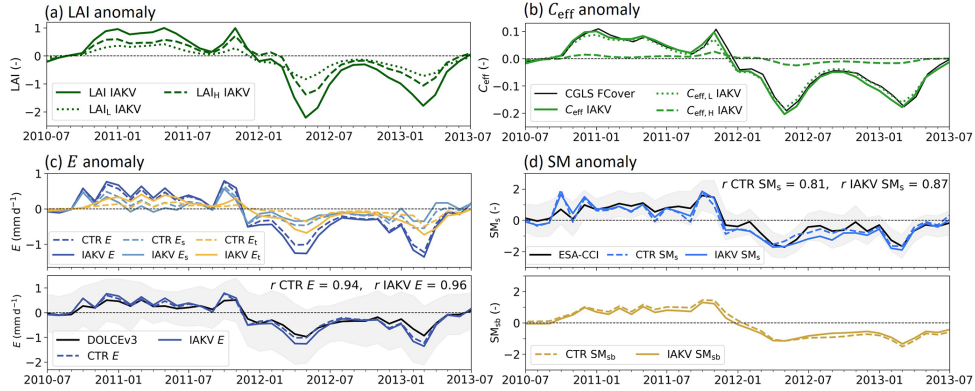 (a) LAI anomaly
LAI (-)
1
0
−1
−2
LAI IAKV
LAI_L IAKV
LAI_H IAKV
2010-07 2011-01 2011-07 2012-01 2012-07 2013-01 2013-07
(b) C_eff anomaly
C_eff (-)
0.1
0.0
−0.2
CGLS FCover
C_eff IAKV
C_eff,L IAKV
C_eff,H IAKV
2010-07 2011-01 2011-07 2012-01 2012-07 2013-01 2013-07
(c) E anomaly
E (mm d⁻¹)
1
0
−1
CTR E
IAKV E
CTR E_s
IAKV E_s
CTR E_t
IAKV E_t
r CTR E = 0.94, r IAKV E = 0.96
E (mm d⁻¹)
1
0
−1
−2
DOLCEv3
CTR E
IAKV E
2010-07 2011-01 2011-07 2012-01 2012-07 2013-01 2013-07
(d) SM anomaly
r CTR SM_s = 0.81, r IAKV SM_s = 0.87
SM_s (-)
2
0
−2
ESA-CCI CTR SM_s IAKV SM_s
SM_sb (-)
2
0
−2
CTR SM_sb IAKV SM_sb
2010-07 2011-01 2011-07 2012-01 2012-07 2013-01 2013-07